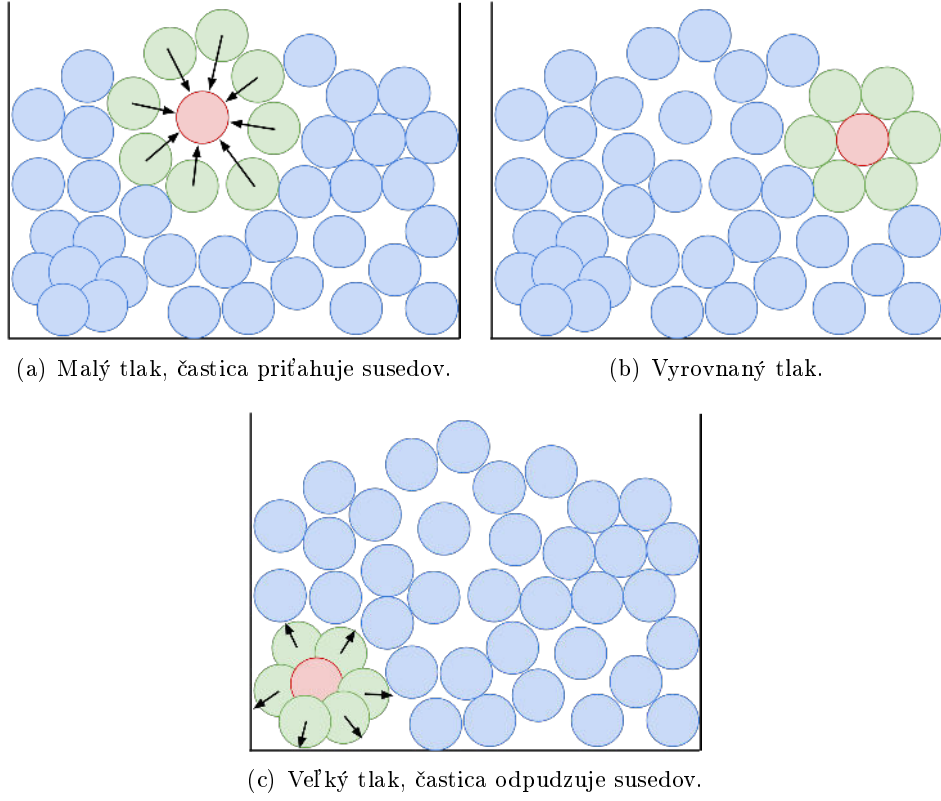 (a) Malý tlak, častica priťahuje susedov.
(b) Vyrovnaný tlak.
(c) Veľký tlak, častica odpudzuje susedov.